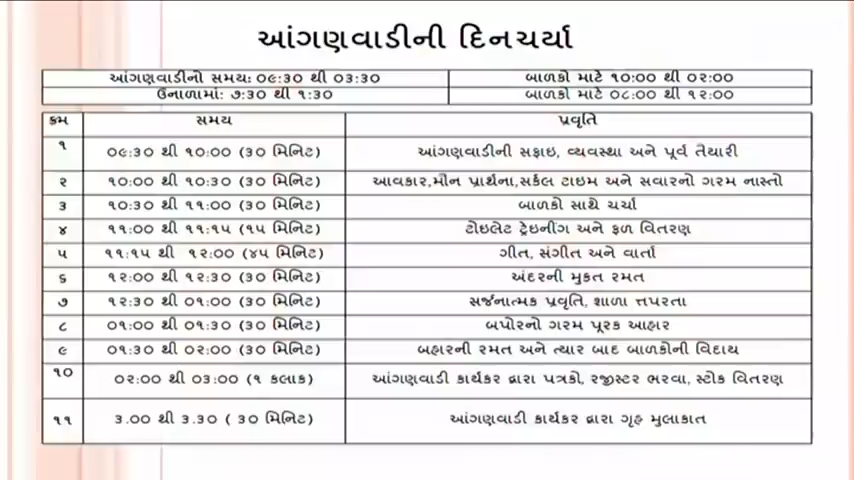 આંગણવાડીની દિનચર્યા
આંગણવાડીનો સમય: ૦૯:૩૦ થી ૦૩:૩૦ બાળકો માટે ૧૦:૦૦ થી ૦૨:૦૦
ઉનાળામાં: ૭:૩૦ થી ૧:૩૦ બાળકો માટે ૦૮:૦૦ થી ૧૨:૦૦
ક્રમ સમય પ્રવૃતિ
૧ ૦૯:૩૦ થી ૧૦:૦૦ (૩૦ મિનિટ) આંગણવાડીની સફાઇ, વ્યવસ્થા અને પૂર્વ તૈયારી
૨ ૧૦:૦૦ થી ૧૦:૩૦ (૩૦ મિનિટ) આવકાર,મૌન પ્રાર્થના,સર્કલ ટાઇમ અને સવારનો ગરમ નાસ્તો
૩ ૧૦:૩૦ થી ૧૧:૦૦ (૩૦ મિનિટ) બાળકો સાથે ચર્ચા
૪ ૧૧:૦૦ થી ૧૧:૧૫ (૧૫ મિનિટ) ટોઇલેટ ટ્રેઇનીંગ અને ફળ વિતરણ
૫ ૧૧:૧૫ થી ૧૨:૦૦ (૪૫ મિનિટ) ગીત, સંગીત અને વાર્તા
૬ ૧૨:૦૦ થી ૧૨:૩૦ (૩૦ મિનિટ) અંદરની મુકત રમત
૭ ૧૨:૩૦ થી ૦૧:૦૦ (૩૦ મિનિટ) સર્જનાત્મક પ્રવૃતિ, શાળા ત્તપરતા
૮ ૦૧:૦૦ થી ૦૧:૩૦ (૩૦ મિનિટ) બપોરનો ગરમ પૂરક આહાર
૯ ૦૧:૩૦ થી ૦૨:૦૦ (૩૦ મિનિટ) બહારની રમત અને ત્યાર બાદ બાળકોની વિદાય
૧૦ ૦૨:૦૦ થી ૦૩:૦૦ (૧ કલાક) આંગણવાડી કાર્યકર દ્વારા પત્રકો, રજીસ્ટર ભરવા, સ્ટોક વિતરણ
૧૧ ૩.૦૦ થી ૩.૩૦ ( ૩૦ મિનિટ) આંગણવાડી કાર્યકર દ્વારા ગૃહ મુલાકાત